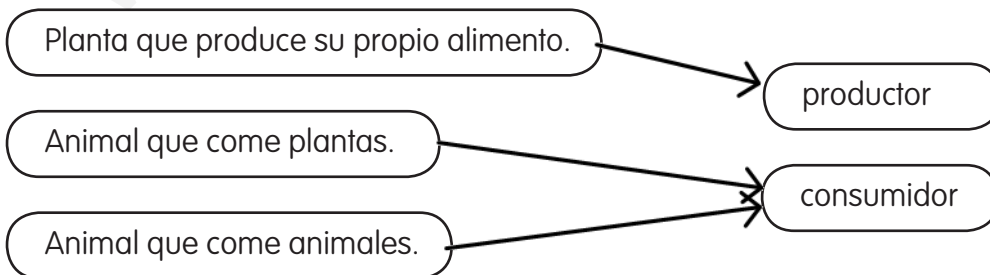 Planta que produce su propio alimento.
productor
Animal que come plantas.
consumidor
Animal que come animales.